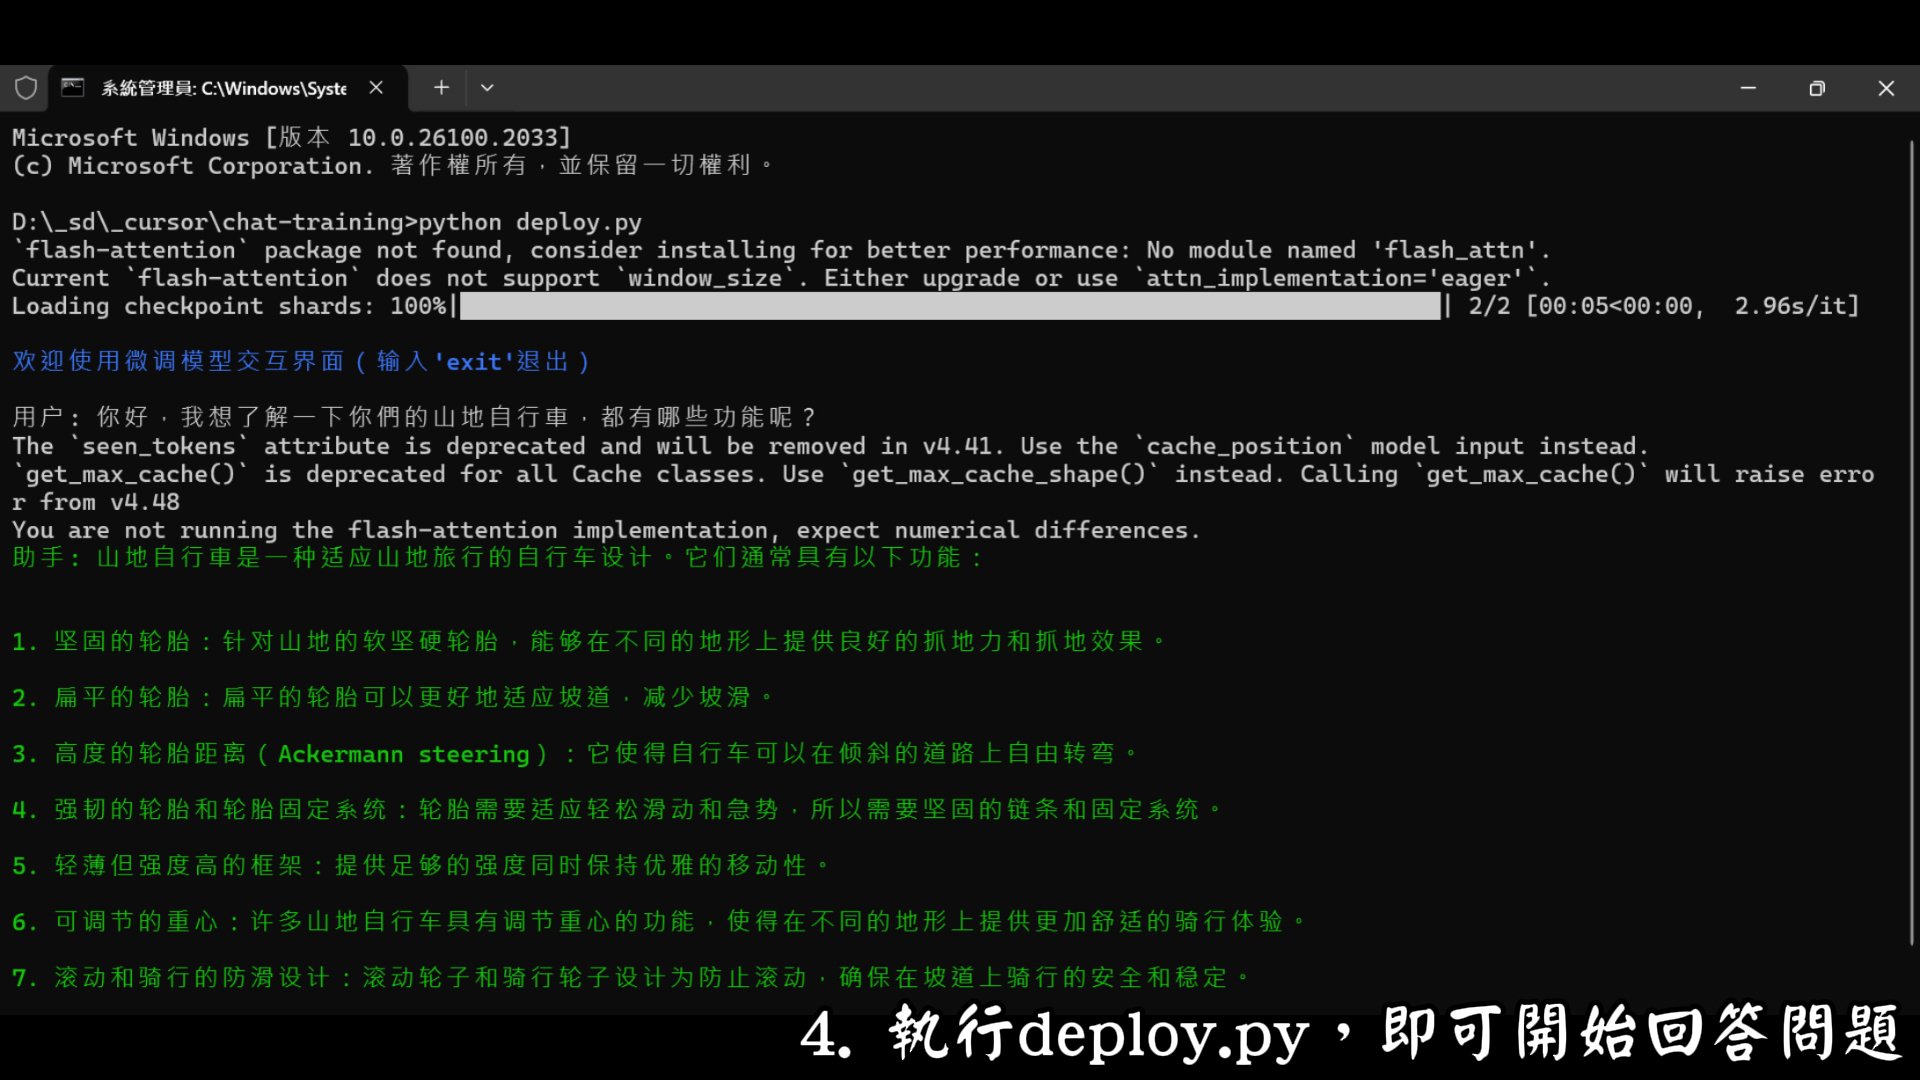 系統管理員: C:\Windows\Syste
Microsoft Windows [版本 10.0.26100.2033]
(c) Microsoft Corporation. 著作權所有，並保留一切權利。
D:\_sd\_cursor\chat-training>python deploy.py
`flash-attention` package not found, consider installing for better performance: No module named 'flash_attn'.
Current `flash-attention` does not support `window_size`. Either upgrade or use `attn_implementation='eager'`.
Loading checkpoint shards: 100%| | 2/2 [00:05<00:00,  2.96s/it]
欢迎使用微调模型交互界面（输入'exit'退出）
用户: 你好，我想了解一下你們的山地自行車，都有哪些功能呢？
The `seen_tokens` attribute is deprecated and will be removed in v4.41. Use the `cache_position` model input instead.
`get_max_cache()` is deprecated for all Cache classes. Use `get_max_cache_shape()` instead. Calling `get_max_cache()` will raise erro
r from v4.48
You are not running the flash-attention implementation, expect numerical differences.
助手: 山地自行車是一种适应山地旅行的自行车设计。它们通常具有以下功能：
1. 坚固的轮胎：针对山地的软坚硬轮胎，能够在不同的地形上提供良好的抓地力和抓地效果。
2. 扁平的轮胎：扁平的轮胎可以更好地适应坡道，减少坡滑。
3. 高度的轮胎距离（Ackermann steering）：它使得自行车可以在倾斜的道路上自由转弯。
4. 强韧的轮胎和轮胎固定系统：轮胎需要适应轻松滑动和急势，所以需要坚固的链条和固定系统。
5. 轻薄但强度高的框架：提供足够的强度同时保持优雅的移动性。
6. 可调节的重心：许多山地自行车具有调节重心的功能，使得在不同的地形上提供更加舒适的骑行体验。
7. 滚动和骑行的防滑设计：滚动轮子和骑行轮子设计为防止滚动，确保在坡道上骑行的安全和稳定。
4. 執行deploy.py，即可開始回答問題